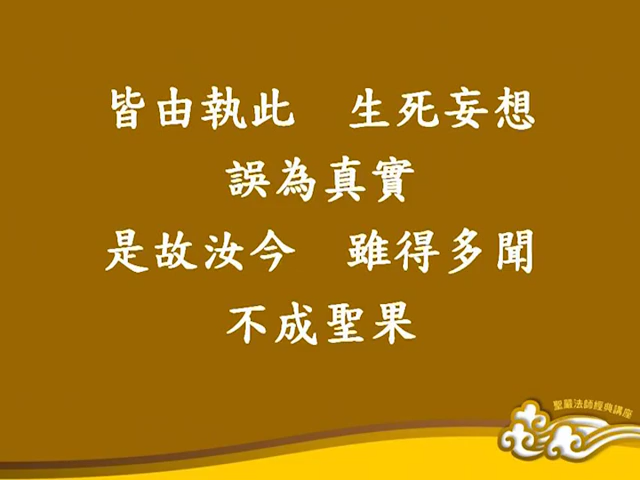 皆由執此　生死妄想
誤為真實
是故汝今　雖得多聞
不成聖果
聖嚴法師經典講座